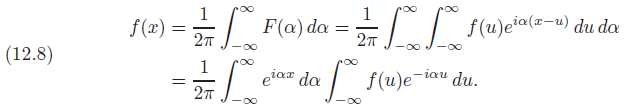 f(x) = \frac{1}{2\pi} \int_{-\infty}^{\infty} F(\alpha) \, d\alpha = \frac{1}{2\pi} \int_{-\infty}^{\infty} \int_{-\infty}^{\infty} f(u) e^{i\alpha(x-u)} \, du \, d\alpha
(12.8)
= \frac{1}{2\pi} \int_{-\infty}^{\infty} e^{i\alpha x} \, d\alpha \int_{-\infty}^{\infty} f(u) e^{-i\alpha u} \, du.